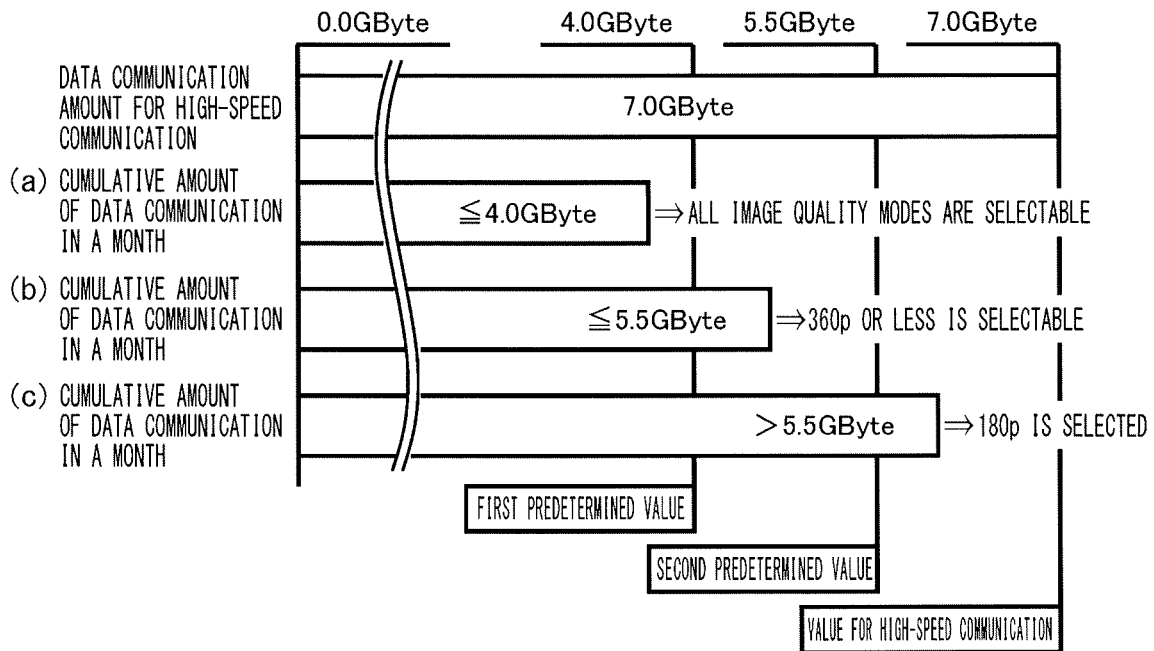 0.0GByte 4.0GByte 5.5GByte 7.0GByte
DATA COMMUNICATION
AMOUNT FOR HIGH-SPEED
COMMUNICATION
7.0GByte
(a) CUMULATIVE AMOUNT
OF DATA COMMUNICATION
IN A MONTH
≦4.0GByte ⇒ALL IMAGE QUALITY MODES ARE SELECTABLE
(b) CUMULATIVE AMOUNT
OF DATA COMMUNICATION
IN A MONTH
≦5.5GByte ⇒360p OR LESS IS SELECTABLE
(c) CUMULATIVE AMOUNT
OF DATA COMMUNICATION
IN A MONTH
>5.5GByte ⇒180p IS SELECTED
FIRST PREDETERMINED VALUE
SECOND PREDETERMINED VALUE
VALUE FOR HIGH-SPEED COMMUNICATION